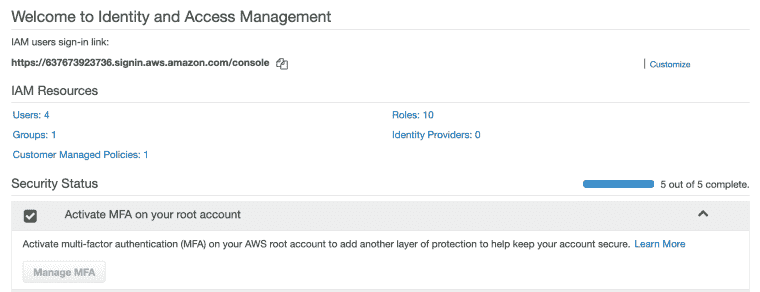 Welcome to Identity and Access Management
IAM users sign-in link:
https://637673923736.signin.aws.amazon.com/console | Customize
IAM Resources
Users: 4 Roles: 10
Groups: 1 Identity Providers: 0
Customer Managed Policies: 1
Security Status 5 out of 5 complete.
Activate MFA on your root account
Activate multi-factor authentication (MFA) on your AWS root account to add another layer of protection to help keep your account secure. Learn More
Manage MFA